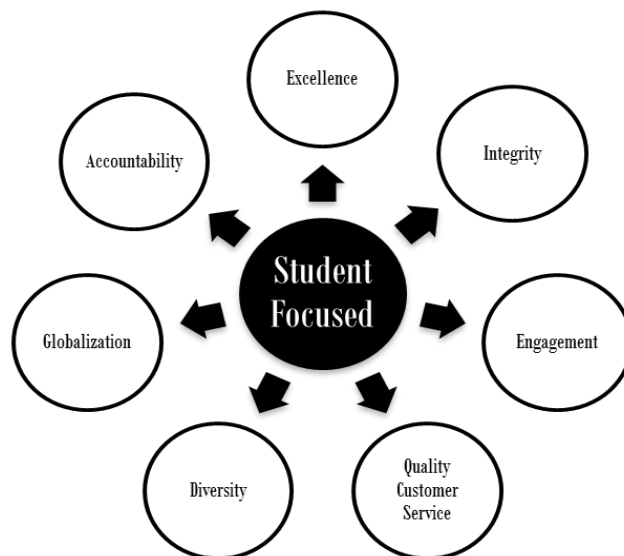 Excellence
Integrity
Engagement
Quality
Customer
Service
Diversity
Globalization
Accountability
Student
Focused